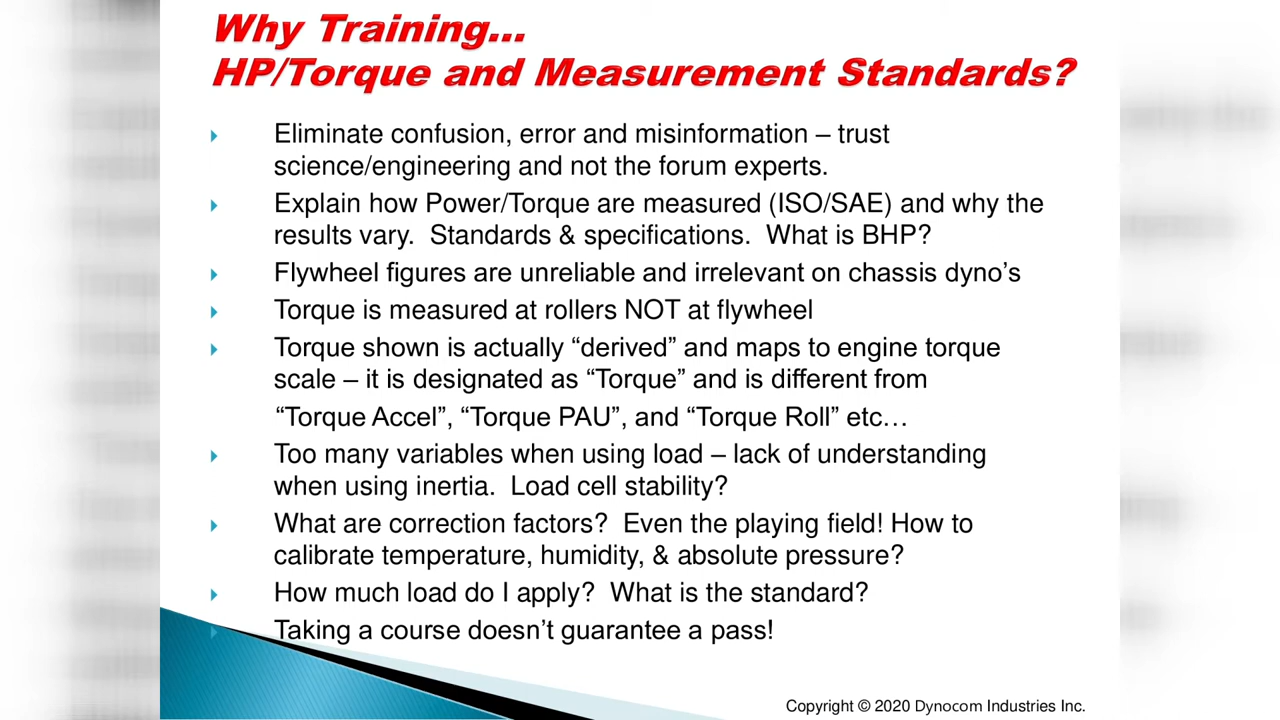 Why Training...
HP/Torque and Measurement Standards?
Eliminate confusion, error and misinformation – trust
science/engineering and not the forum experts.
Explain how Power/Torque are measured (ISO/SAE) and why the
results vary.  Standards & specifications.  What is BHP?
Flywheel figures are unreliable and irrelevant on chassis dyno’s
Torque is measured at rollers NOT at flywheel
Torque shown is actually “derived” and maps to engine torque
scale – it is designated as “Torque” and is different from
“Torque Accel”, “Torque PAU”, and “Torque Roll” etc…
Too many variables when using load – lack of understanding
when using inertia.  Load cell stability?
What are correction factors?  Even the playing field! How to
calibrate temperature, humidity, & absolute pressure?
How much load do I apply?  What is the standard?
Taking a course doesn’t guarantee a pass!
Copyright © 2020 Dynocom Industries Inc.